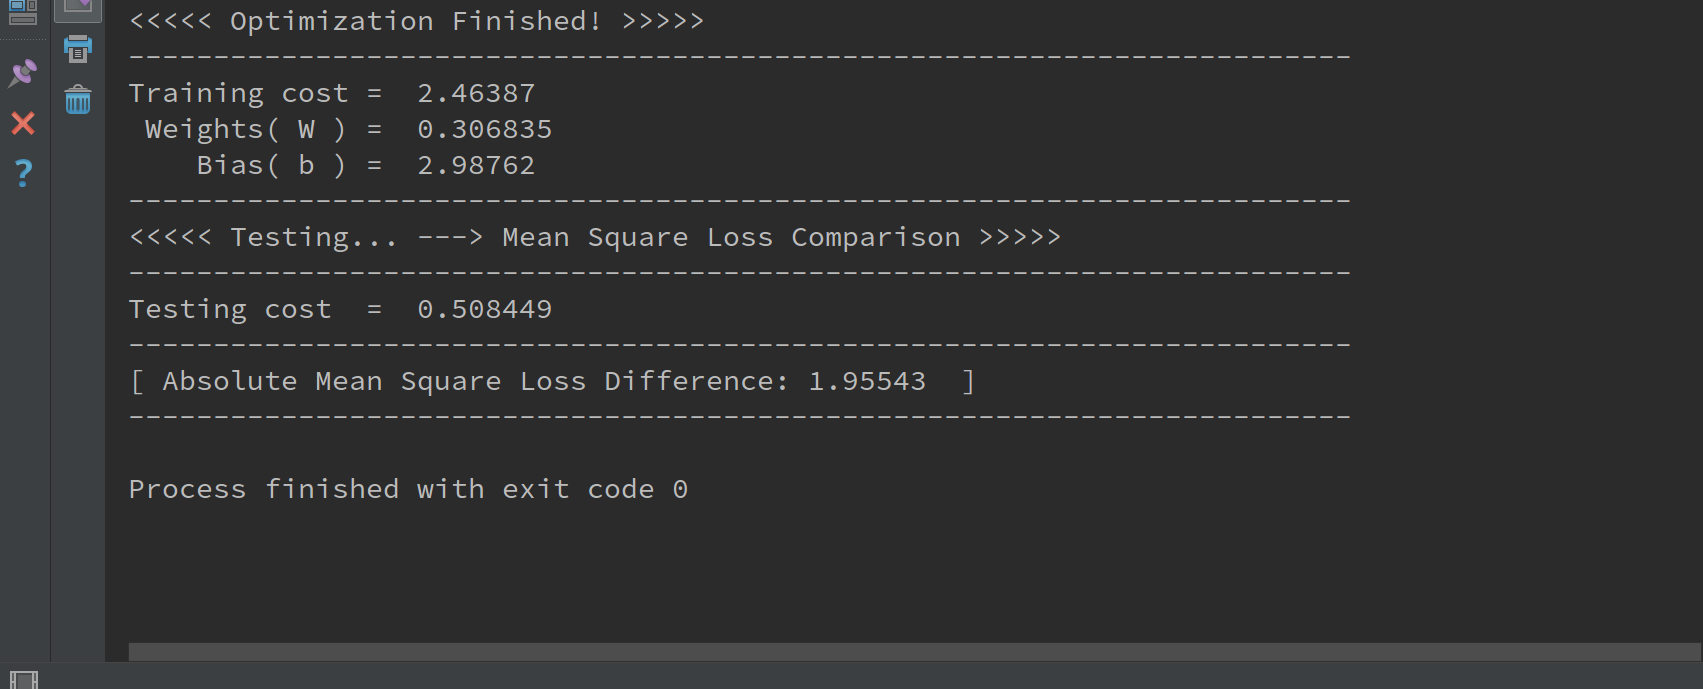 <<<<< Optimization Finished! >>>>>
------------------------------------------------------------------------
Training cost =  2.46387
 Weights( W ) =  0.306835
    Bias( b ) =  2.98762
------------------------------------------------------------------------
<<<<< Testing... ---> Mean Square Loss Comparison >>>>>
------------------------------------------------------------------------
Testing cost  =  0.508449
------------------------------------------------------------------------
[ Absolute Mean Square Loss Difference: 1.95543  ]
------------------------------------------------------------------------
Process finished with exit code 0